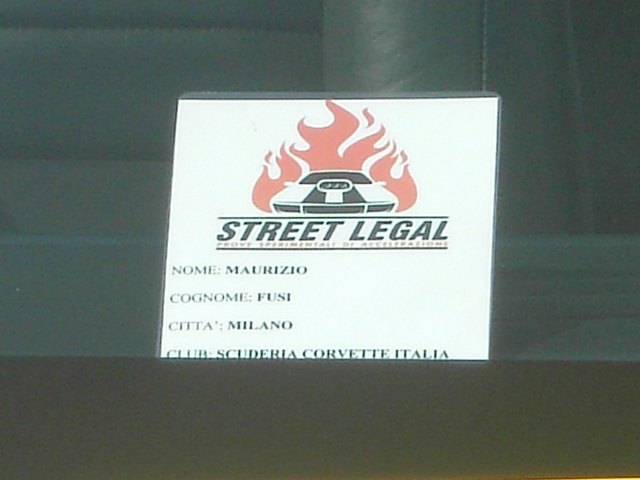 STREET LEGAL
PROVE SPERIMENTALI DI ACCELERAZIONE
NOME: MAURIZIO
COGNOME: FUSI
CITTA': MILANO
CLUB: SCUDERIA CORVETTE ITALIA